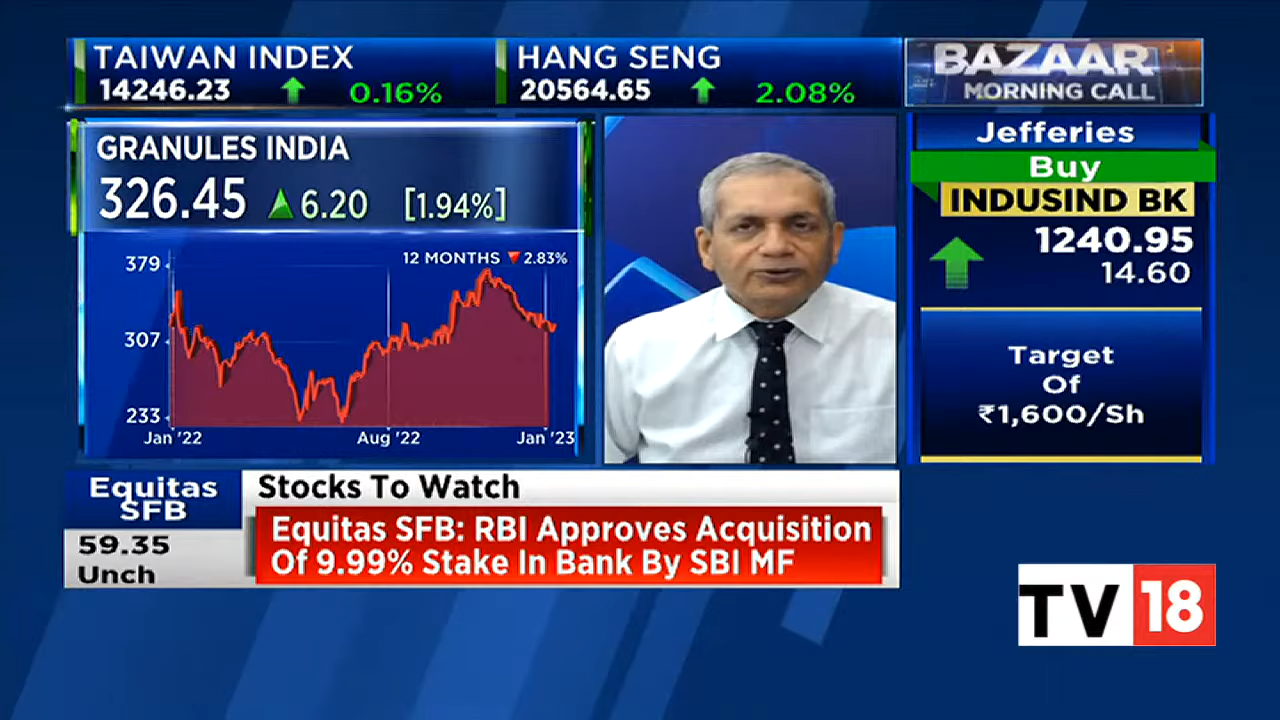 TAIWAN INDEX
14246.23 0.16%
HANG SENG
20564.65 2.08%
BAZAAR
MORNING CALL
GRANULES INDIA
326.45 6.20 [1.94%]
12 MONTHS 2.83%
379
307
233
Jan '22 Aug '22 Jan '23
Jefferies
Buy
INDUSIND BK
1240.95
14.60
Target
Of
₹1,600/Sh
Equitas
SFB
59.35
Unch
Stocks To Watch
Equitas SFB: RBI Approves Acquisition
Of 9.99% Stake In Bank By SBI MF
TV18